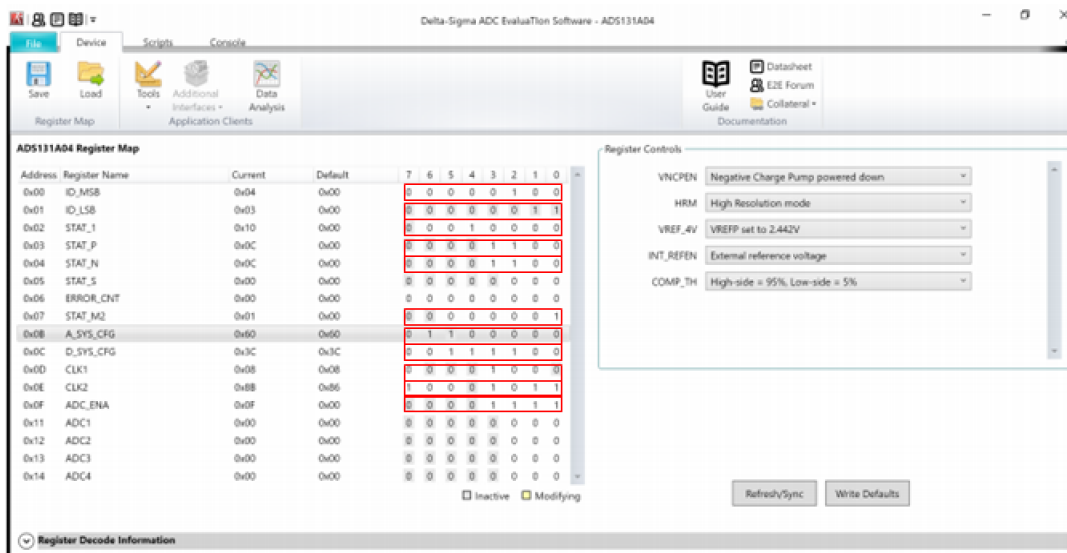 Delta-Sigma ADC EvaluaTion Software - ADS131A04
File Device Scripts Console
Save Load Tools Additional Interfaces Data Analysis User Guide Datasheet E2E Forum Collateral
Register Map Application Clients Documentation
ADS131A04 Register Map
Register Controls
Address Register Name Current Default 7 6 5 4 3 2 1 0
0x00 ID_MSB 0x04 0x00 0 0 0 0 0 1 0 0
0x01 ID_LSB 0x03 0x00 0 0 0 0 0 0 1 1
0x02 STAT_1 0x10 0x00 0 0 0 1 0 0 0 0
0x03 STAT_P 0x0C 0x00 0 0 0 0 1 1 0 0
0x04 STAT_N 0x0C 0x00 0 0 0 0 1 1 0 0
0x05 STAT_S 0x00 0x00 0 0 0 0 0 0 0 0
0x06 ERROR_CNT 0x00 0x00 0 0 0 0 0 0 0 0
0x07 STAT_M2 0x01 0x00 0 0 0 0 0 0 0 1
0x0B A_SYS_CFG 0x60 0x60 0 1 1 0 0 0 0 0
0x0C D_SYS_CFG 0x3C 0x3C 0 0 1 1 1 1 0 0
0x0D CLK1 0x08 0x08 0 0 0 0 1 0 0 0
0x0E CLK2 0x8B 0x86 1 0 0 0 1 0 1 1
0x0F ADC_ENA 0x0F 0x00 0 0 0 0 1 1 1 1
0x11 ADC1 0x00 0x00 0 0 0 0 0 0 0 0
0x12 ADC2 0x00 0x00 0 0 0 0 0 0 0 0
0x13 ADC3 0x00 0x00 0 0 0 0 0 0 0 0
0x14 ADC4 0x00 0x00 0 0 0 0 0 0 0 0
Inactive Modifying
VNCPEN Negative Charge Pump powered down
HRM High Resolution mode
VREF_4V VREFP set to 2.442V
INT_REFEN External reference voltage
COMP_TH High-side = 95%, Low-side = 5%
Refresh/Sync Write Defaults
Register Decode Information